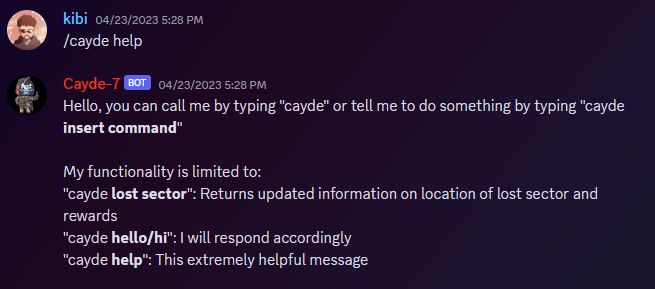 kibi 04/23/2023 5:28 PM
/cayde help
Cayde-7 BOT 04/23/2023 5:28 PM
Hello, you can call me by typing "cayde" or tell me to do something by typing "cayde
insert command"
My functionality is limited to:
"cayde lost sector": Returns updated information on location of lost sector and
rewards
"cayde hello/hi": I will respond accordingly
"cayde help": This extremely helpful message